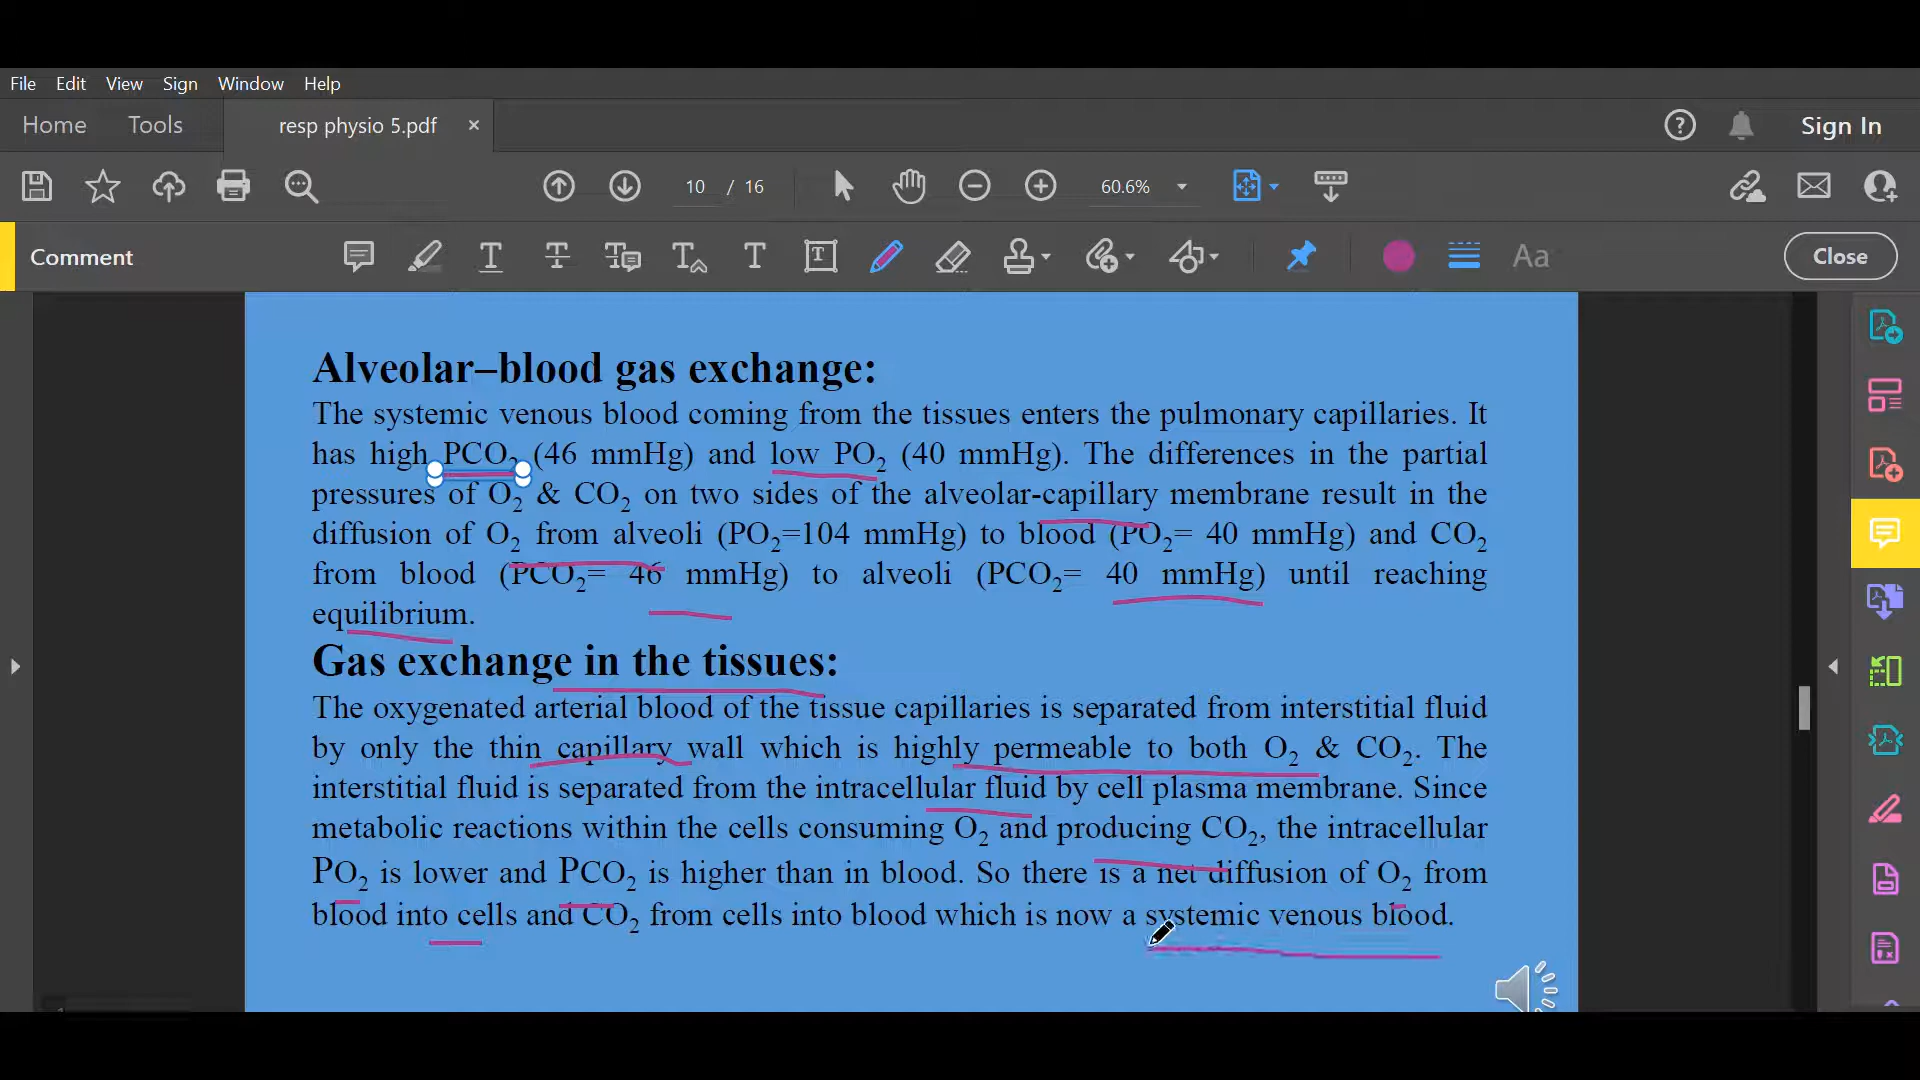 File Edit View Sign Window Help
Home Tools resp physio 5.pdf × Sign In
10 / 16 60.6%
Comment Aa Close
Alveolar–blood gas exchange:
The systemic venous blood coming from the tissues enters the pulmonary capillaries. It
has high PCO₂ (46 mmHg) and low PO₂ (40 mmHg). The differences in the partial
pressures of O₂ & CO₂ on two sides of the alveolar-capillary membrane result in the
diffusion of O₂ from alveoli (PO₂=104 mmHg) to blood (PO₂= 40 mmHg) and CO₂
from blood (PCO₂= 46 mmHg) to alveoli (PCO₂= 40 mmHg) until reaching
equilibrium.
Gas exchange in the tissues:
The oxygenated arterial blood of the tissue capillaries is separated from interstitial fluid
by only the thin capillary wall which is highly permeable to both O₂ & CO₂. The
interstitial fluid is separated from the intracellular fluid by cell plasma membrane. Since
metabolic reactions within the cells consuming O₂ and producing CO₂, the intracellular
PO₂ is lower and PCO₂ is higher than in blood. So there is a net diffusion of O₂ from
blood into cells and CO₂ from cells into blood which is now a systemic venous blood.